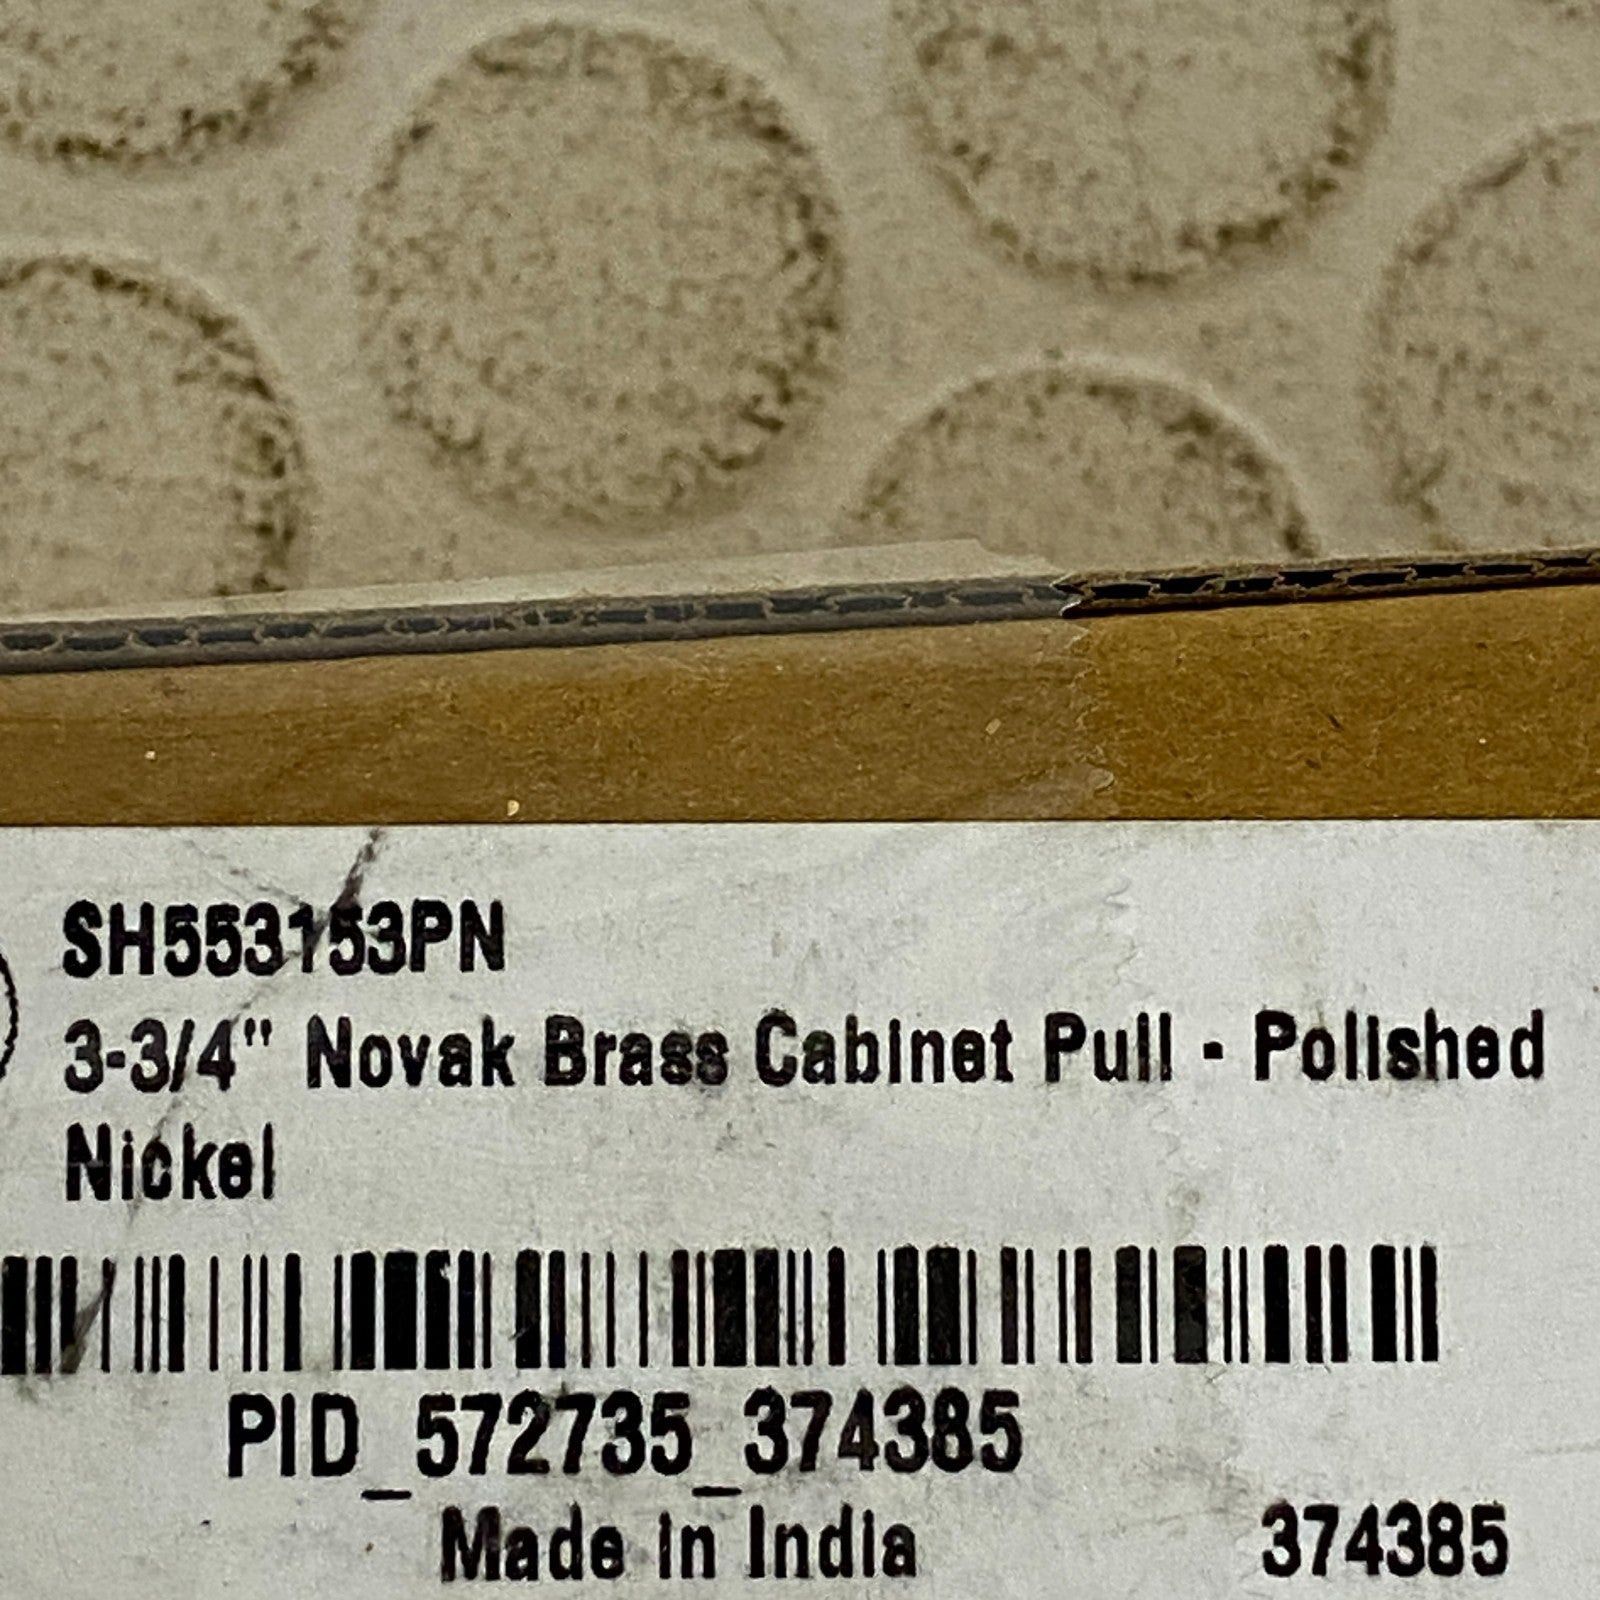 SH553153PN
3-3/4" Novak Brass Cabinet Pull - Polished
Nickel
PID_572735_374385
Made in India
374385